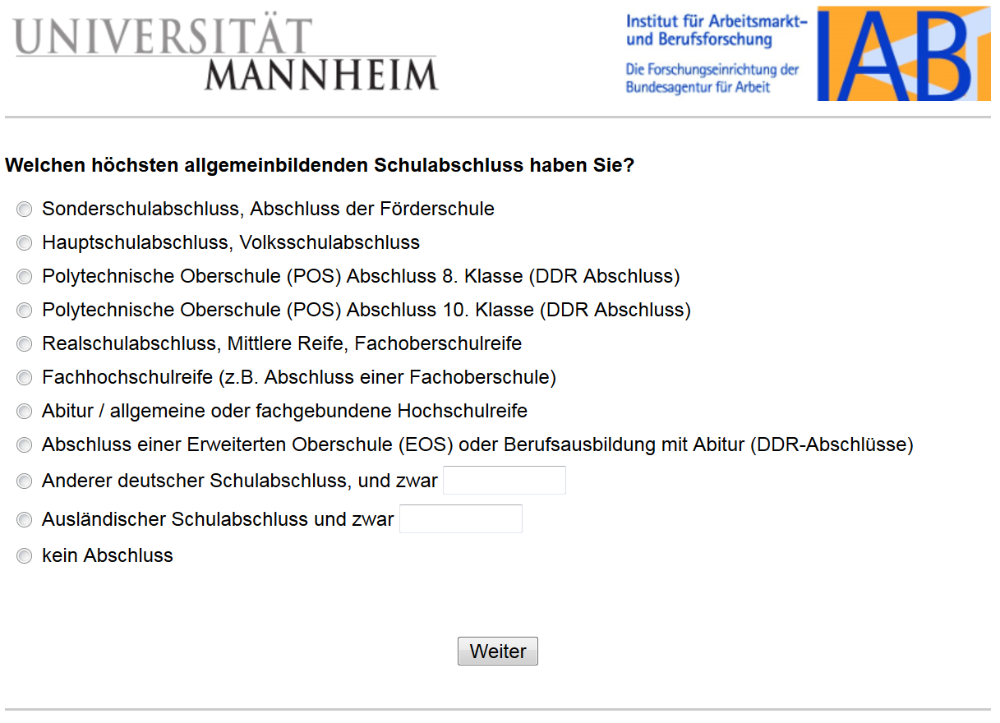 UNIVERSITÄT
MANNHEIM
Institut für Arbeitsmarkt-
und Berufsforschung
Die Forschungseinrichtung der
Bundesagentur für Arbeit
IAB
Welchen höchsten allgemeinbildenden Schulabschluss haben Sie?
Sonderschulabschluss, Abschluss der Förderschule
Hauptschulabschluss, Volksschulabschluss
Polytechnische Oberschule (POS) Abschluss 8. Klasse (DDR Abschluss)
Polytechnische Oberschule (POS) Abschluss 10. Klasse (DDR Abschluss)
Realschulabschluss, Mittlere Reife, Fachoberschulreife
Fachhochschulreife (z.B. Abschluss einer Fachoberschule)
Abitur / allgemeine oder fachgebundene Hochschulreife
Abschluss einer Erweiterten Oberschule (EOS) oder Berufsausbildung mit Abitur (DDR-Abschlüsse)
Anderer deutscher Schulabschluss, und zwar
Ausländischer Schulabschluss und zwar
kein Abschluss
Weiter